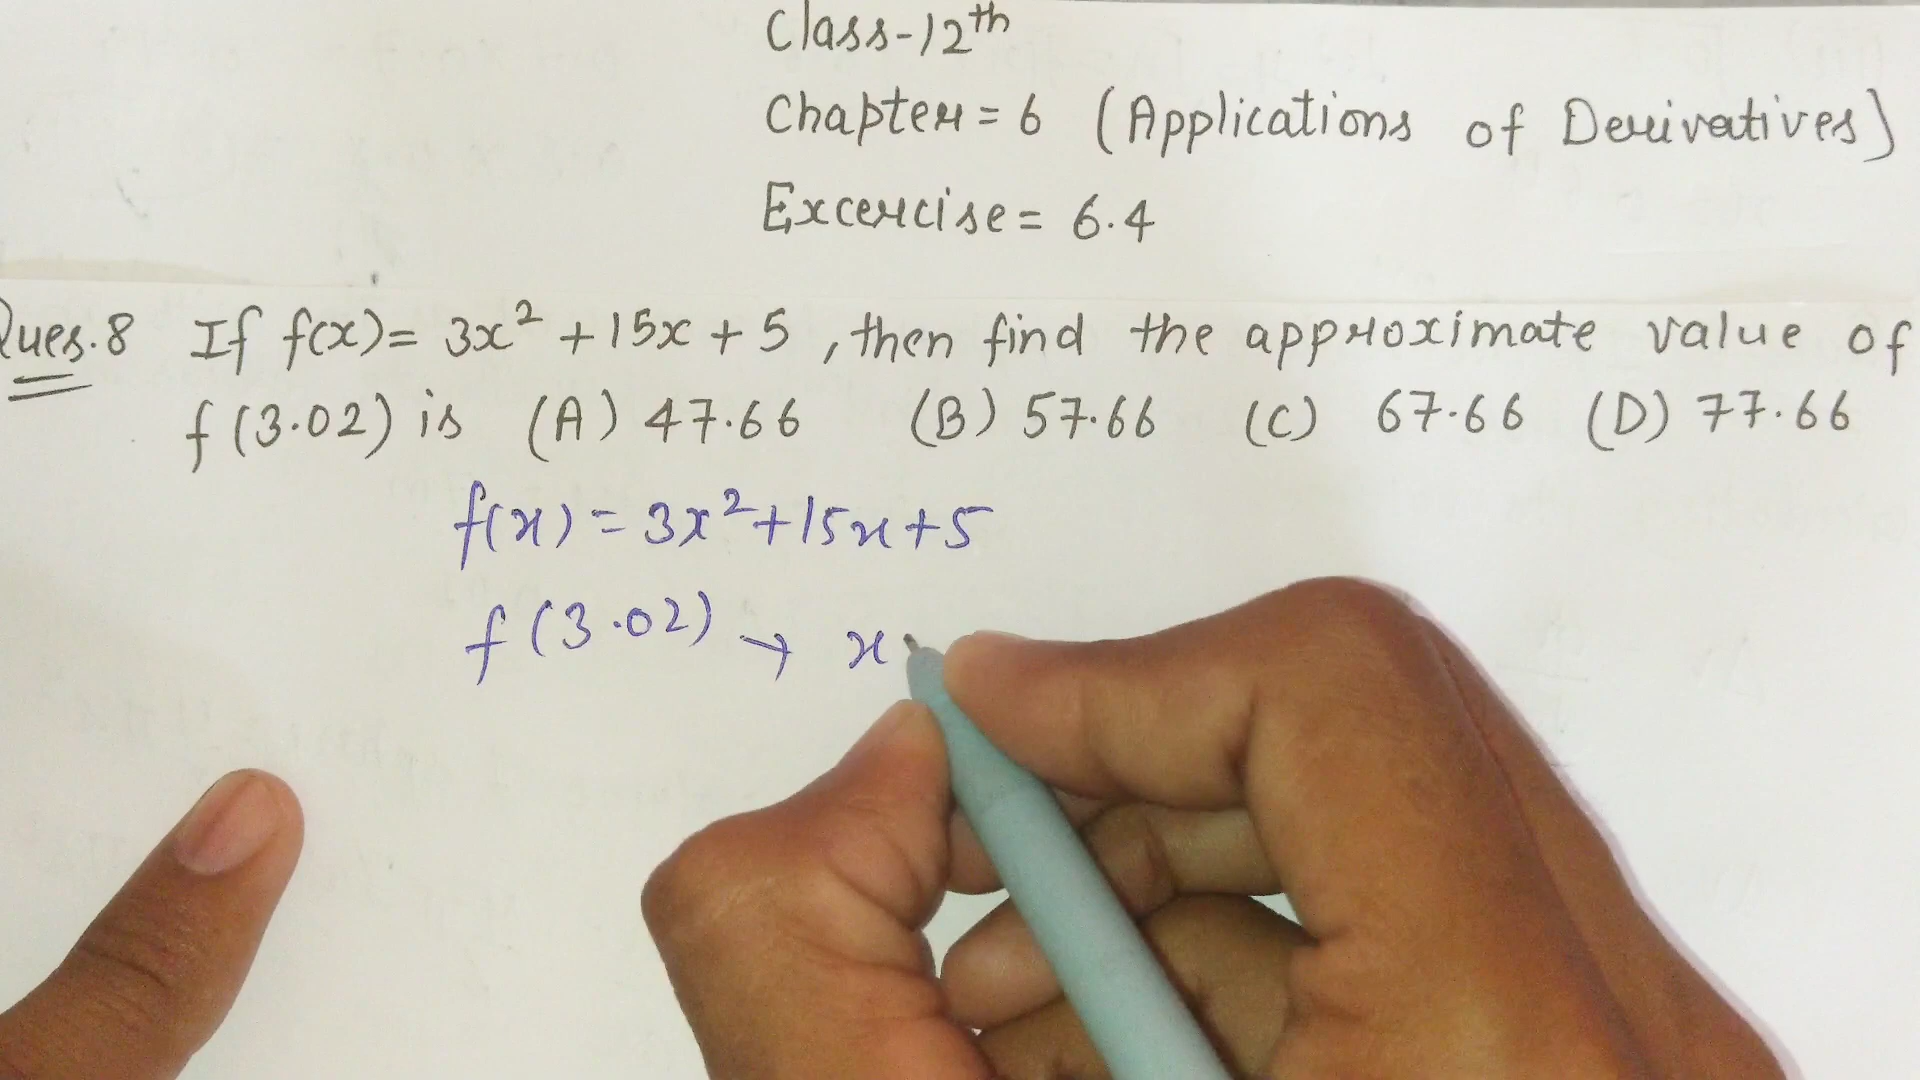 Class-12th
Chapter = 6 (Applications of Derivatives)
Excercise = 6.4
Ques.8 If f(x) = 3x² + 15x + 5, then find the approximate value of
f(3.02) is (A) 47.66 (B) 57.66 (C) 67.66 (D) 77.66
f(x) = 3x² + 15x + 5
f(3.02) → x